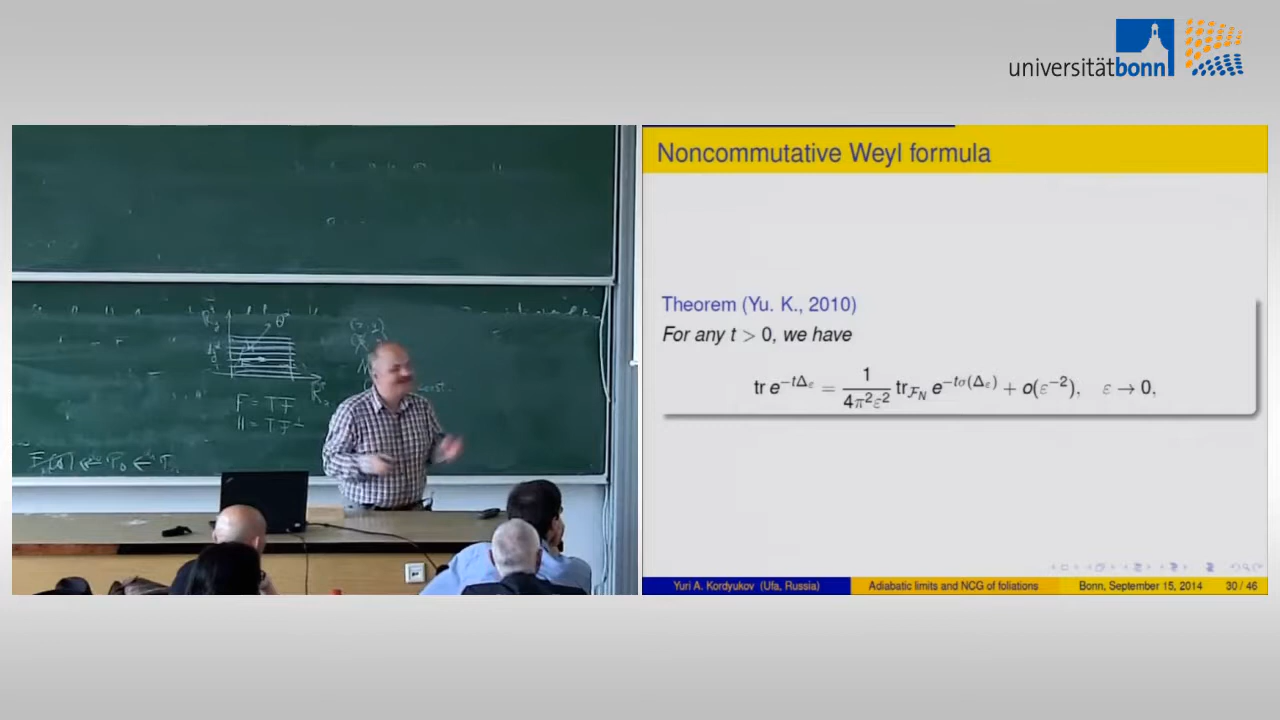 universitätbonn
Noncommutative Weyl formula
Theorem (Yu. K., 2010)
For any t > 0, we have
tr e^{-tΔ_ε} = \frac{1}{4π²ε²} tr_{𝓕_N} e^{-tσ(Δ_ε)} + o(ε^{-2}), ε → 0,
F = TF
H = TF^⊥
const.
Yuri A. Kordyukov (Ufa, Russia)
Adiabatic limits and NCG of foliations
Bonn, September 15, 2014
30 / 46